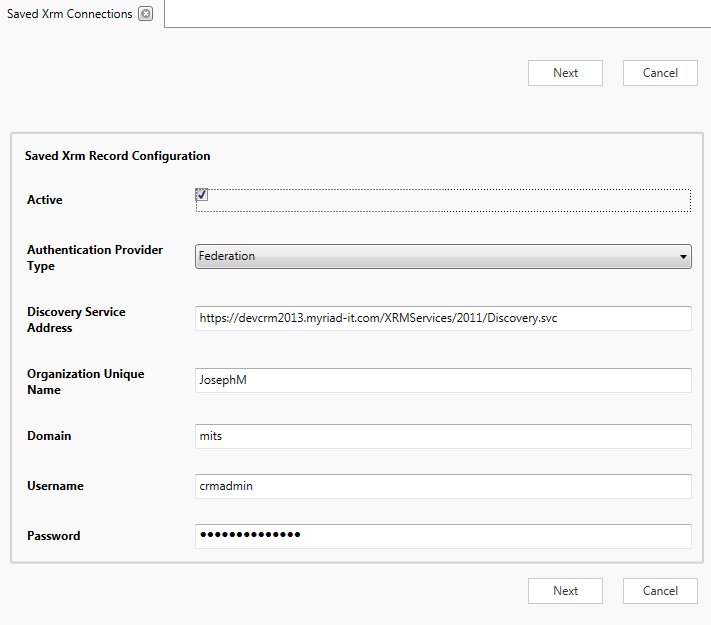 Saved Xrm Connections
Next Cancel
Saved Xrm Record Configuration
Active
Authentication Provider
Type
Federation
Discovery Service
Address
https://devcrm2013.myriad-it.com/XRMServices/2011/Discovery.svc
Organization Unique
Name
JosephM
Domain mits
Username crmadmin
Password ••••••••••••••
Next Cancel